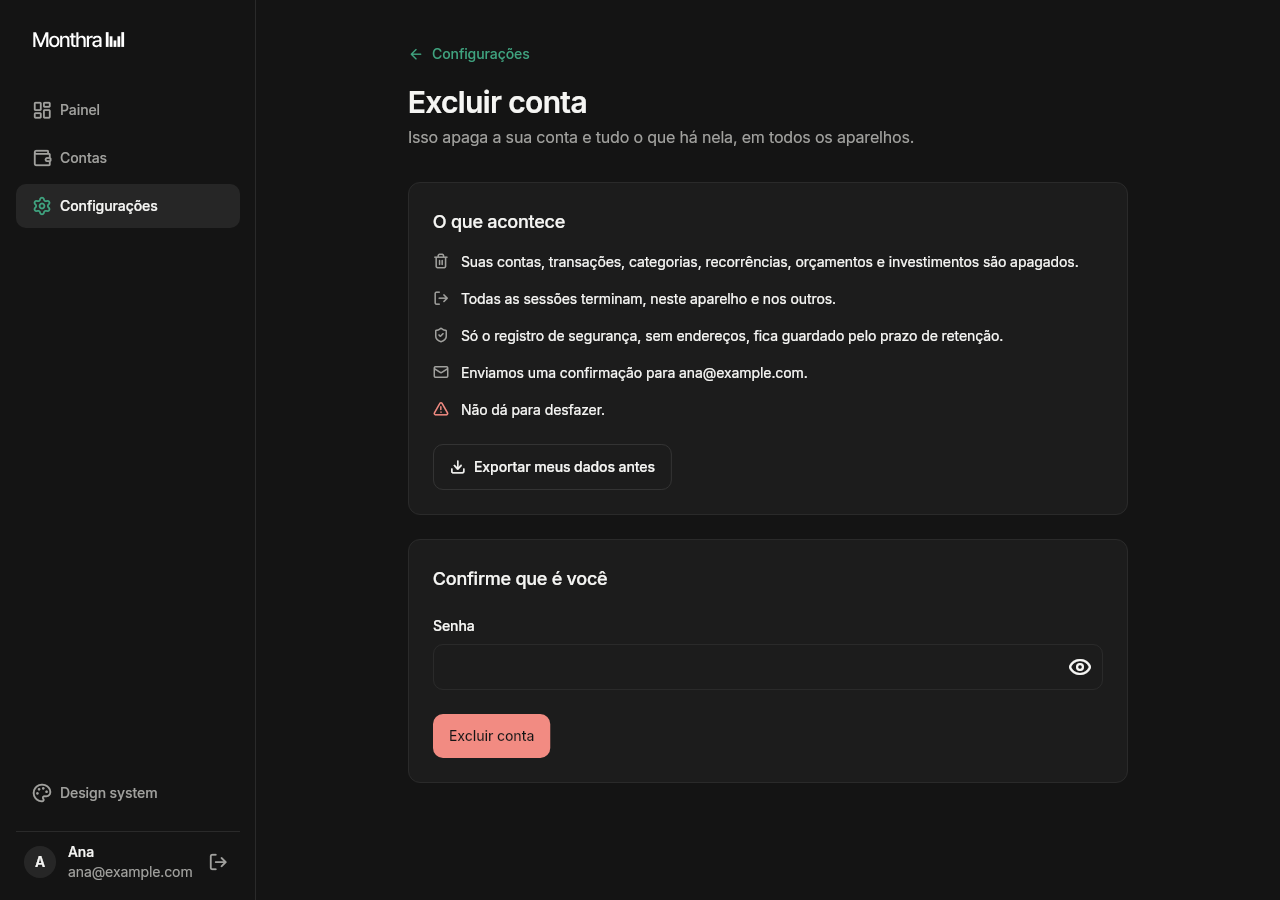 Monthra
Painel
Contas
Configurações
Design system
A
Ana
ana@example.com
Configurações
Excluir conta
Isso apaga a sua conta e tudo o que há nela, em todos os aparelhos.
O que acontece
Suas contas, transações, categorias, recorrências, orçamentos e investimentos são apagados.
Todas as sessões terminam, neste aparelho e nos outros.
Só o registro de segurança, sem endereços, fica guardado pelo prazo de retenção.
Enviamos uma confirmação para ana@example.com.
Não dá para desfazer.
Exportar meus dados antes
Confirme que é você
Senha
Excluir conta